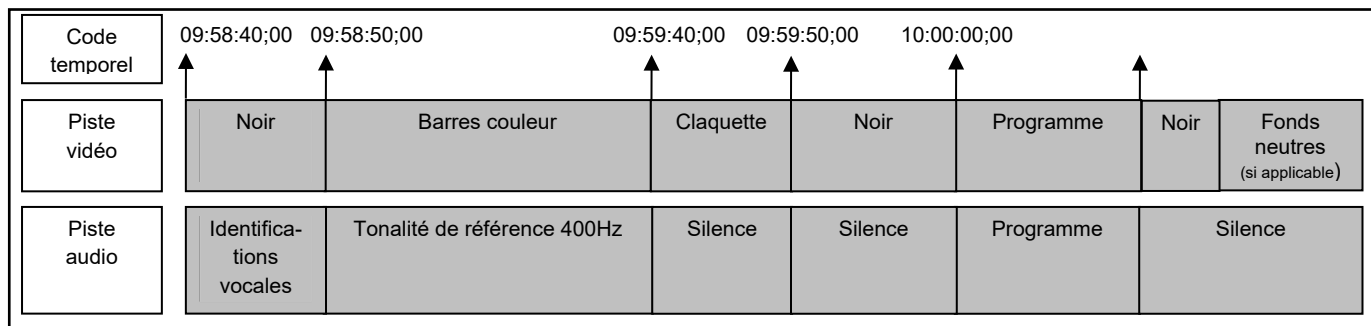 Code
temporel
09:58:40;00 09:58:50;00 09:59:40;00 09:59:50;00 10:00:00;00
Piste
vidéo
Noir
Barres couleur
Claquette
Noir
Programme
Noir
Fonds
neutres
(si applicable)
Piste
audio
Identifica-
tions
vocales
Tonalité de référence 400Hz
Silence
Silence
Programme
Silence